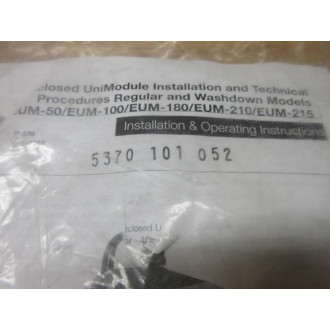 closed UniModule Installation and Technical
Procedures Regular and Washdown Models
EUM-50/EUM-100/EUM-180/EUM-210/EUM-215
Installation & Operating Instructions
5370 101 052
closed U